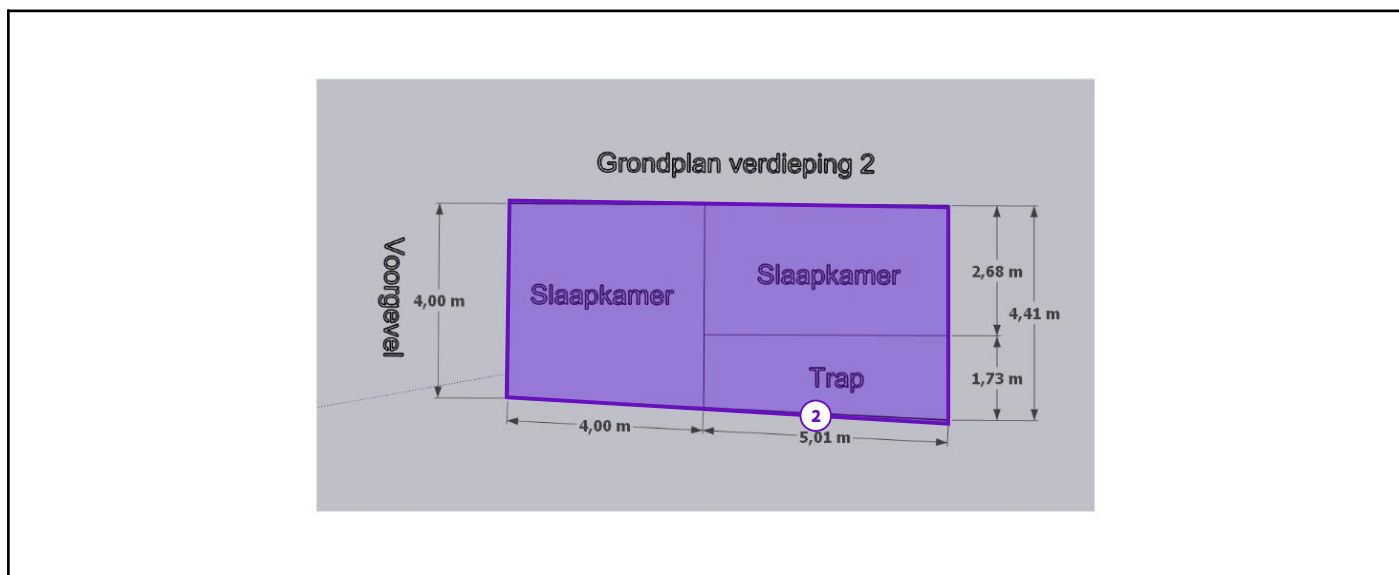 Grondplan verdieping 2
Voorgevel
4,00 m
Slaapkamer
Slaapkamer
2,68 m
4,41 m
Trap
1,73 m
2
4,00 m
5,01 m